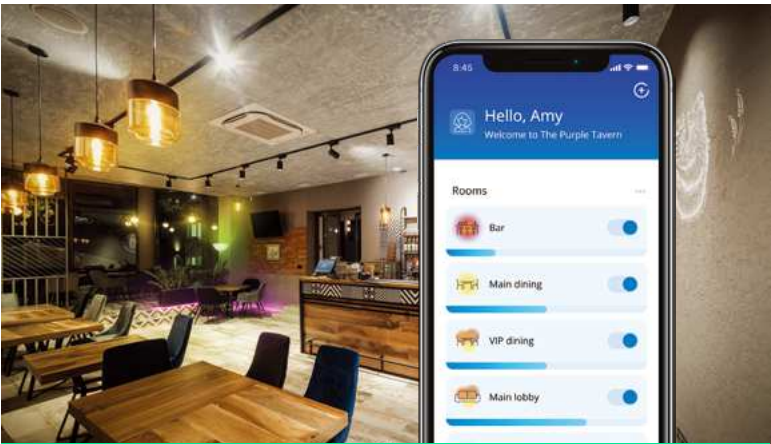 8:45
Hello, Amy
Welcome to The Purple Tavern
Rooms
Bar
Main dining
VIP dining
Main lobby